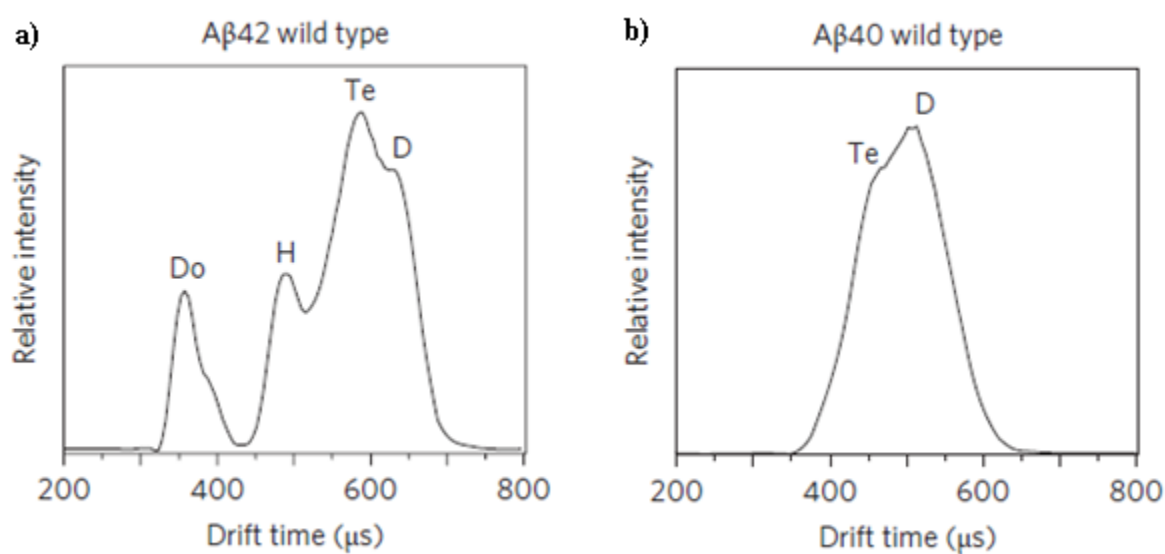 a)
Aβ42 wild type
Relative intensity
Do
H
Te
D
200
400
600
800
Drift time (μs)
b)
Aβ40 wild type
Relative intensity
Te
D
200
400
600
800
Drift time (μs)